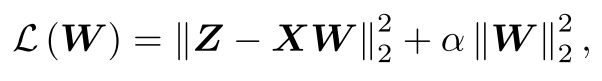 𝓛(𝑾) = ‖𝒁 − 𝑿𝑾‖₂² + α‖𝑾‖₂²,